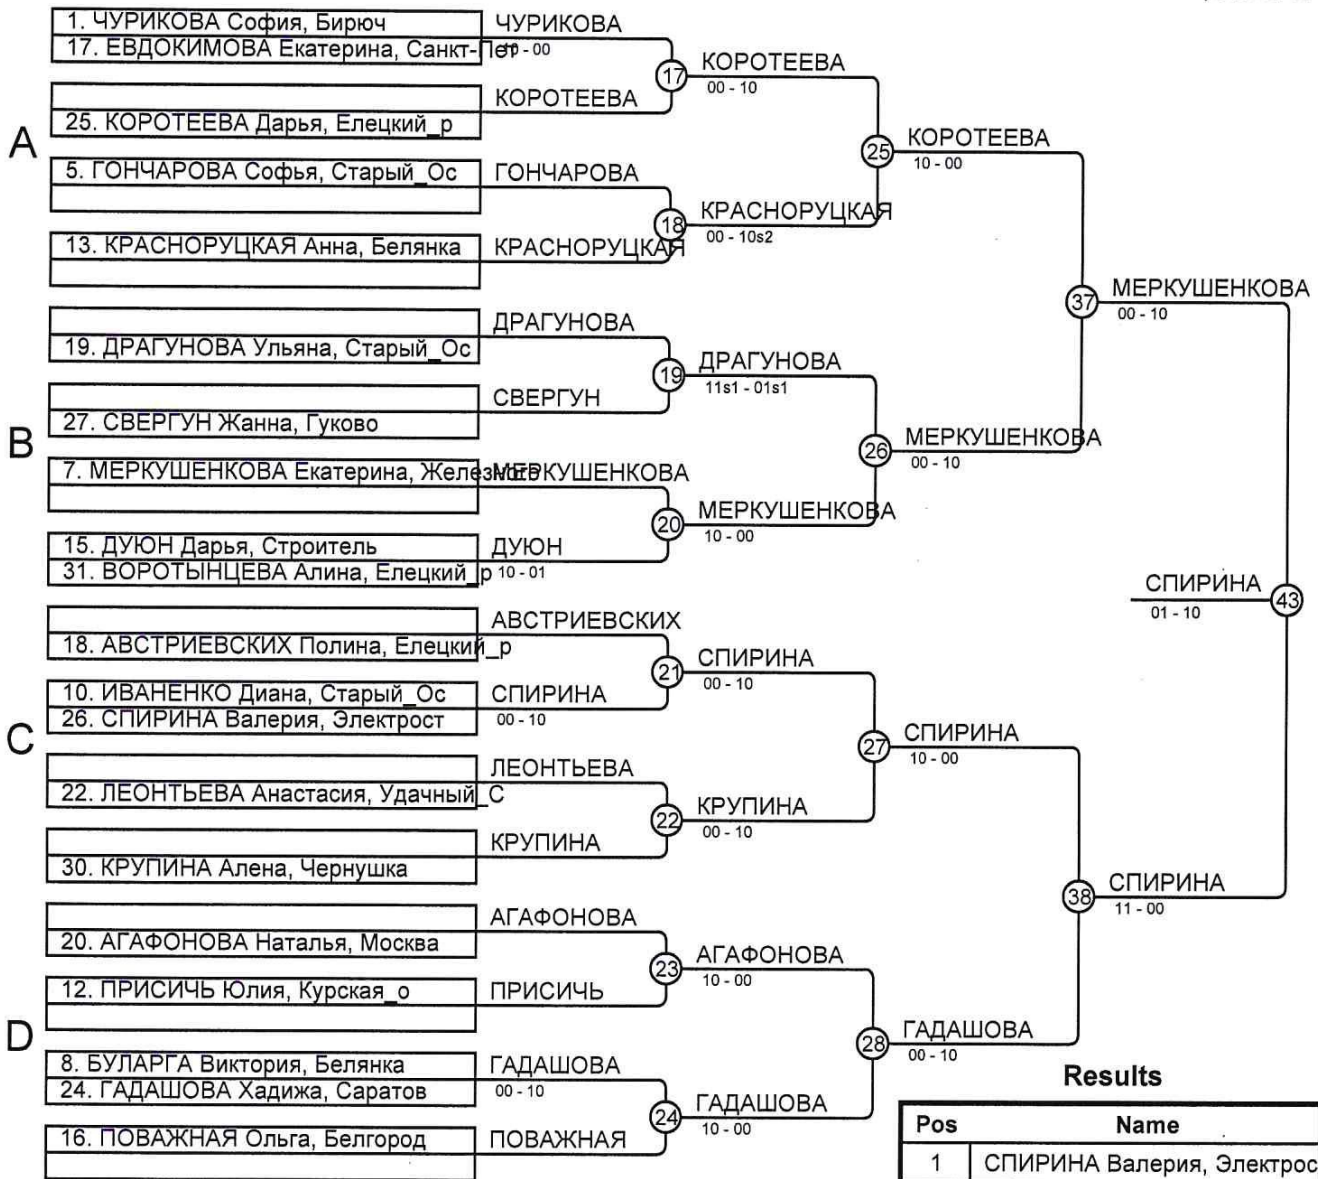 1. ЧУРИКОВА София, Бирюч
ЧУРИКОВА
17. ЕВДОКИМОВА Екатерина, Санкт-Пет
10 - 00
17
КОРОТЕЕВА
00 - 10
КОРОТЕЕВА
25. КОРОТЕЕВА Дарья, Елецкий_р
A
25
КОРОТЕЕВА
10 - 00
5. ГОНЧАРОВА Софья, Старый_Ос
ГОНЧАРОВА
18
КРАСНОРУЦКАЯ
00 - 10s2
13. КРАСНОРУЦКАЯ Анна, Белянка
КРАСНОРУЦКАЯ
37
МЕРКУШЕНКОВА
00 - 10
ДРАГУНОВА
19. ДРАГУНОВА Ульяна, Старый_Ос
19
ДРАГУНОВА
11s1 - 01s1
СВЕРГУН
27. СВЕРГУН Жанна, Гуково
B
26
МЕРКУШЕНКОВА
00 - 10
7. МЕРКУШЕНКОВА Екатерина, Железного
МЕРКУШЕНКОВА
20
МЕРКУШЕНКОВА
10 - 00
15. ДУЮН Дарья, Строитель
ДУЮН
31. ВОРОТЫНЦЕВА Алина, Елецкий_р
10 - 01
СПИРИНА
43
01 - 10
АВСТРИЕВСКИХ
18. АВСТРИЕВСКИХ Полина, Елецкий_р
21
СПИРИНА
00 - 10
10. ИВАНЕНКО Диана, Старый_Ос
СПИРИНА
26. СПИРИНА Валерия, Электрост
00 - 10
C
27
СПИРИНА
10 - 00
ЛЕОНТЬЕВА
22. ЛЕОНТЬЕВА Анастасия, Удачный_С
22
КРУПИНА
00 - 10
КРУПИНА
30. КРУПИНА Алена, Чернушка
38
СПИРИНА
11 - 00
АГАФОНОВА
20. АГАФОНОВА Наталья, Москва
23
АГАФОНОВА
10 - 00
12. ПРИСИЧЬ Юлия, Курская_о
ПРИСИЧЬ
D
28
ГАДАШОВА
00 - 10
8. БУЛАРГА Виктория, Белянка
ГАДАШОВА
24. ГАДАШОВА Хадижа, Саратов
00 - 10
24
ГАДАШОВА
10 - 00
16. ПОВАЖНАЯ Ольга, Белгород
ПОВАЖНАЯ
Results
Pos Name
1 СПИРИНА Валерия, Электрос